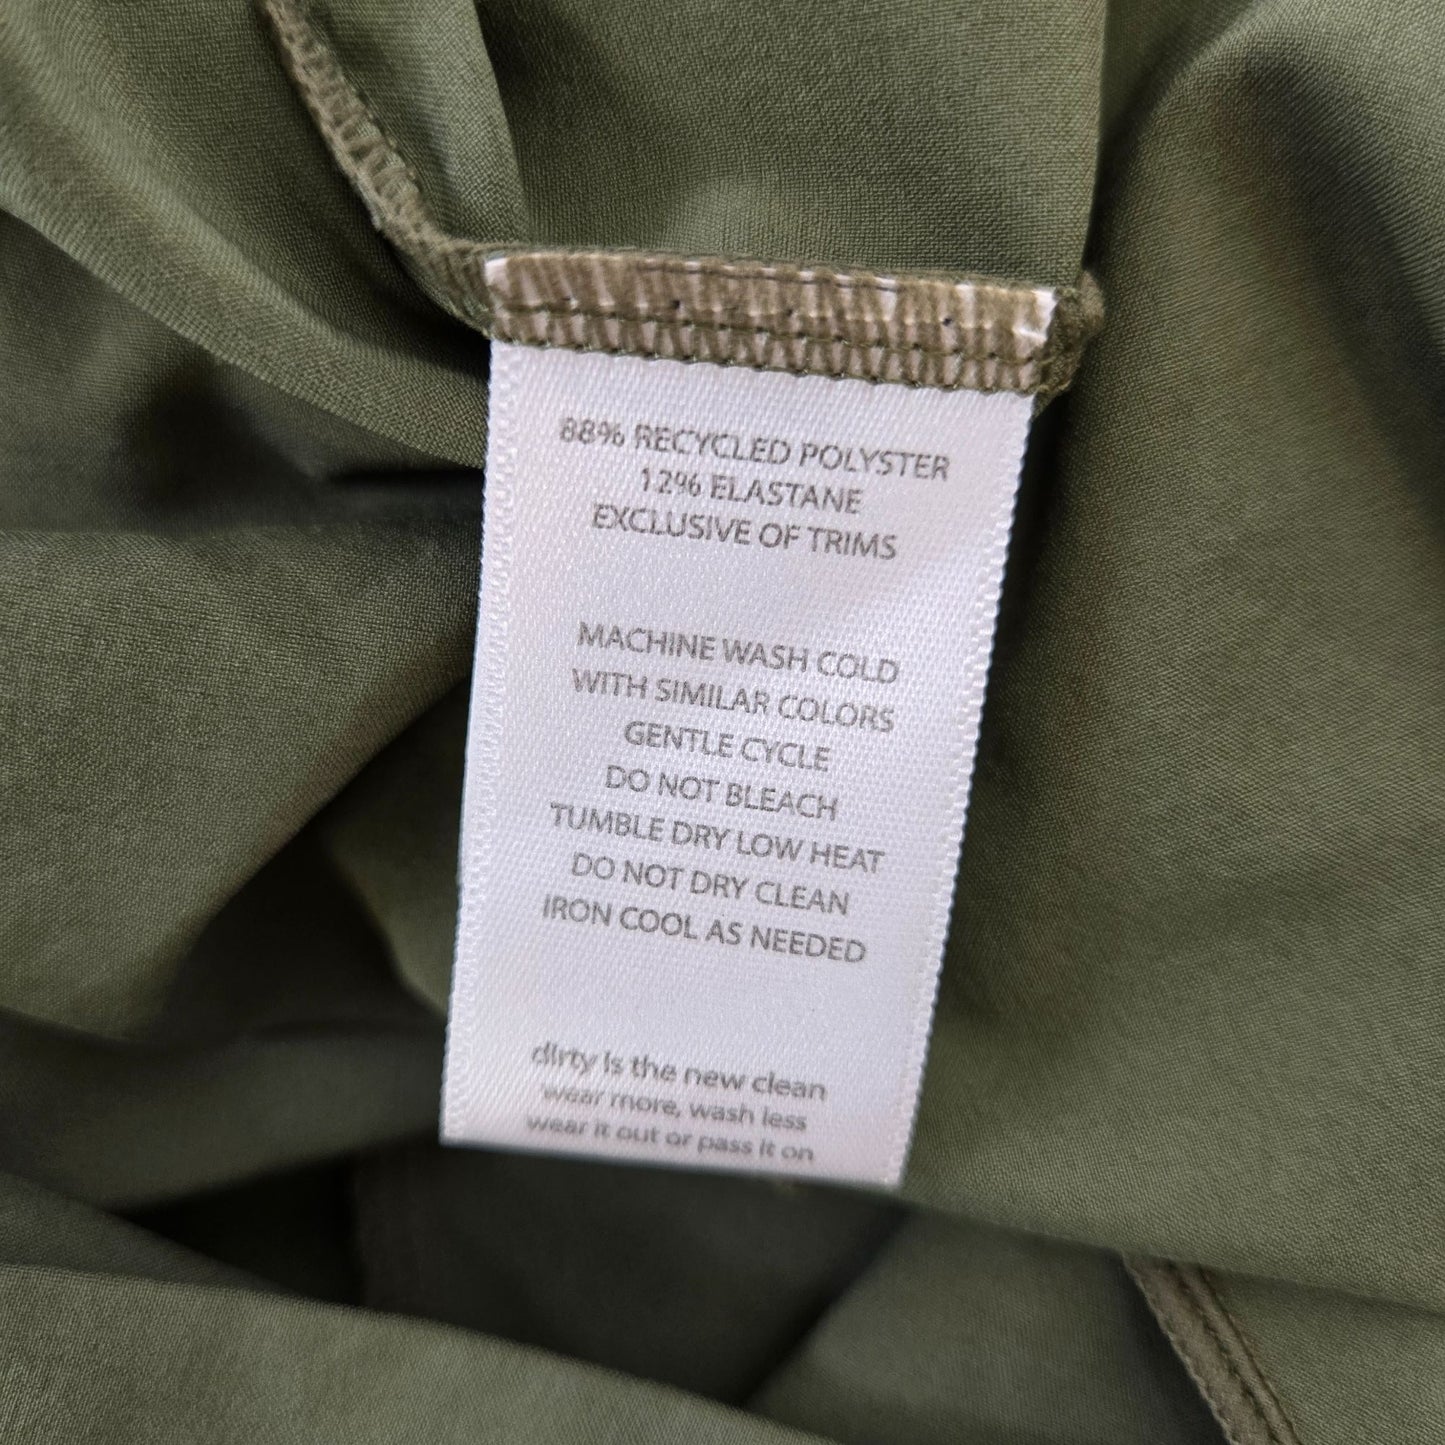 88% RECYCLED POLYSTER
12% ELASTANE
EXCLUSIVE OF TRIMS
MACHINE WASH COLD
WITH SIMILAR COLORS
GENTLE CYCLE
DO NOT BLEACH
TUMBLE DRY LOW HEAT
DO NOT DRY CLEAN
IRON COOL AS NEEDED
dirty is the new clean
wear more, wash less
wear it out or pass it on